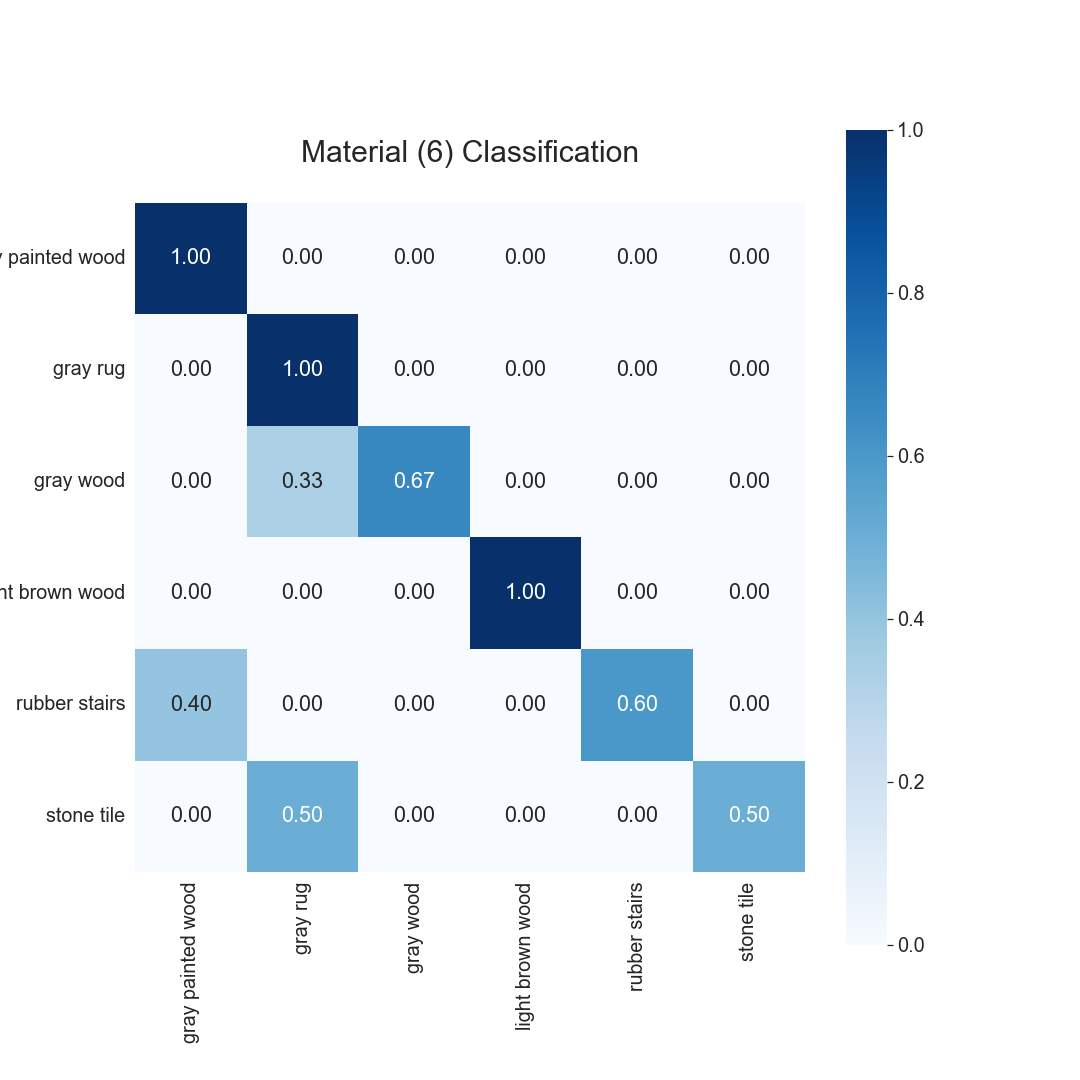 Material (6) Classification
painted wood 1.00 0.00 0.00 0.00 0.00 0.00
gray rug 0.00 1.00 0.00 0.00 0.00 0.00
gray wood 0.00 0.33 0.67 0.00 0.00 0.00
brown wood 0.00 0.00 0.00 1.00 0.00 0.00
rubber stairs 0.40 0.00 0.00 0.00 0.60 0.00
stone tile 0.00 0.50 0.00 0.00 0.00 0.50
gray painted wood
gray rug
gray wood
light brown wood
rubber stairs
stone tile
1.0
0.8
0.6
0.4
0.2
0.0